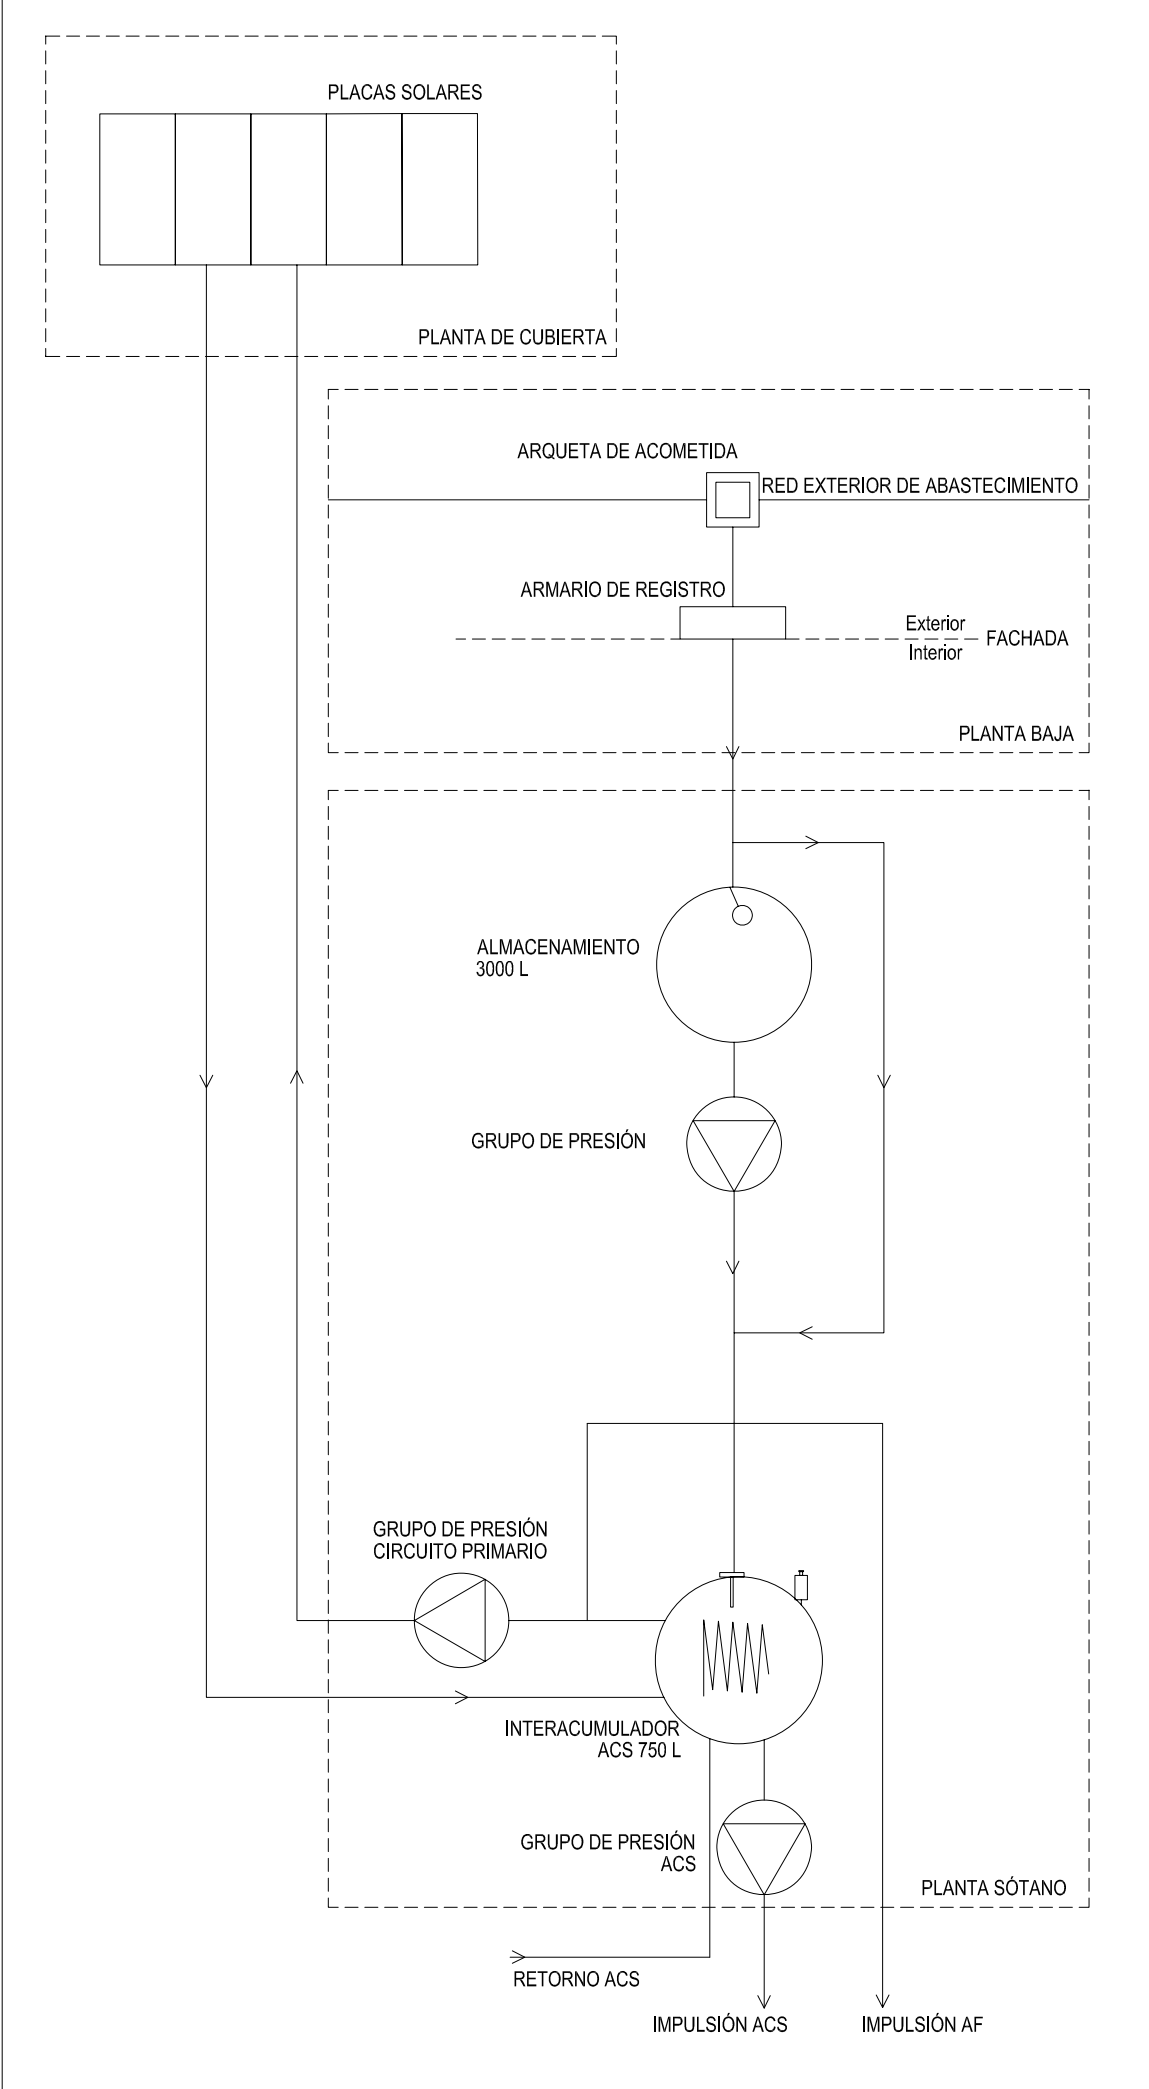 PLACAS SOLARES
PLANTA DE CUBIERTA
ARQUETA DE ACOMETIDA
RED EXTERIOR DE ABASTECIMIENTO
ARMARIO DE REGISTRO
Exterior
FACHADA
Interior
PLANTA BAJA
ALMACENAMIENTO
3000 L
GRUPO DE PRESIÓN
GRUPO DE PRESIÓN
CIRCUITO PRIMARIO
INTERACUMULADOR
ACS 750 L
GRUPO DE PRESIÓN
ACS
PLANTA SÓTANO
RETORNO ACS
IMPULSIÓN ACS
IMPULSIÓN AF